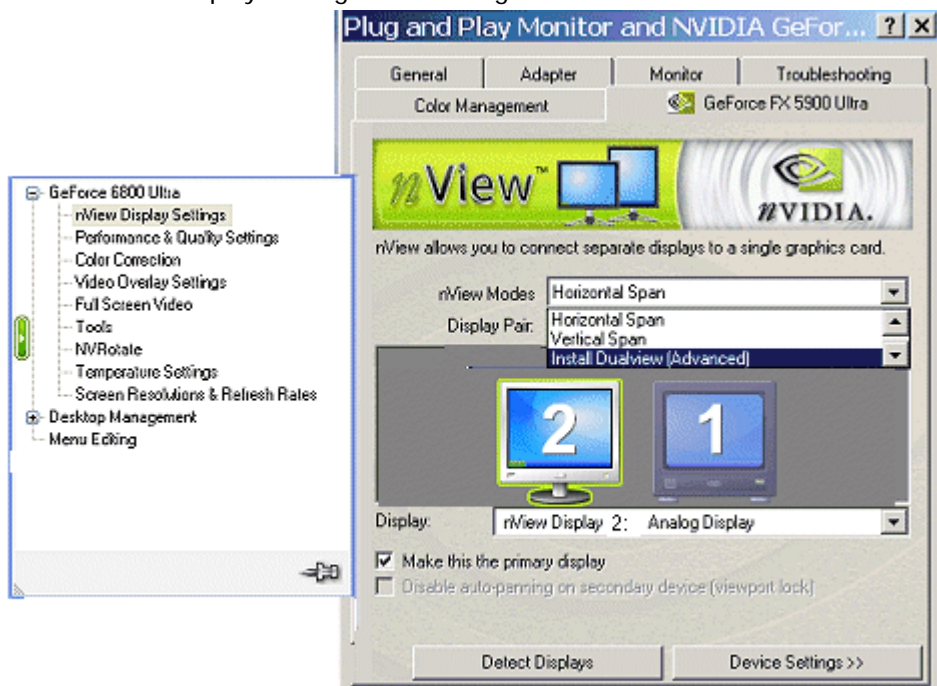 Plug and Play Monitor and NVIDIA GeFor... ? X
General Adapter Monitor Troubleshooting
Color Management GeForce FX 5900 Ultra
nView™
nVIDIA.
nView allows you to connect separate displays to a single graphics card.
nView Modes Horizontal Span
Display Pair: Horizontal Span
Vertical Span
Install Dualview (Advanced)
2 1
Display: nView Display 2: Analog Display
Make this the primary display
Disable auto-panning on secondary device (viewport lock)
Detect Displays Device Settings >>
GeForce 6800 Ultra
nView Display Settings
Performance & Quality Settings
Color Correction
Video Overlay Settings
Full Screen Video
Tools
NVRotate
Temperature Settings
Screen Resolutions & Refresh Rates
Desktop Management
Menu Editing